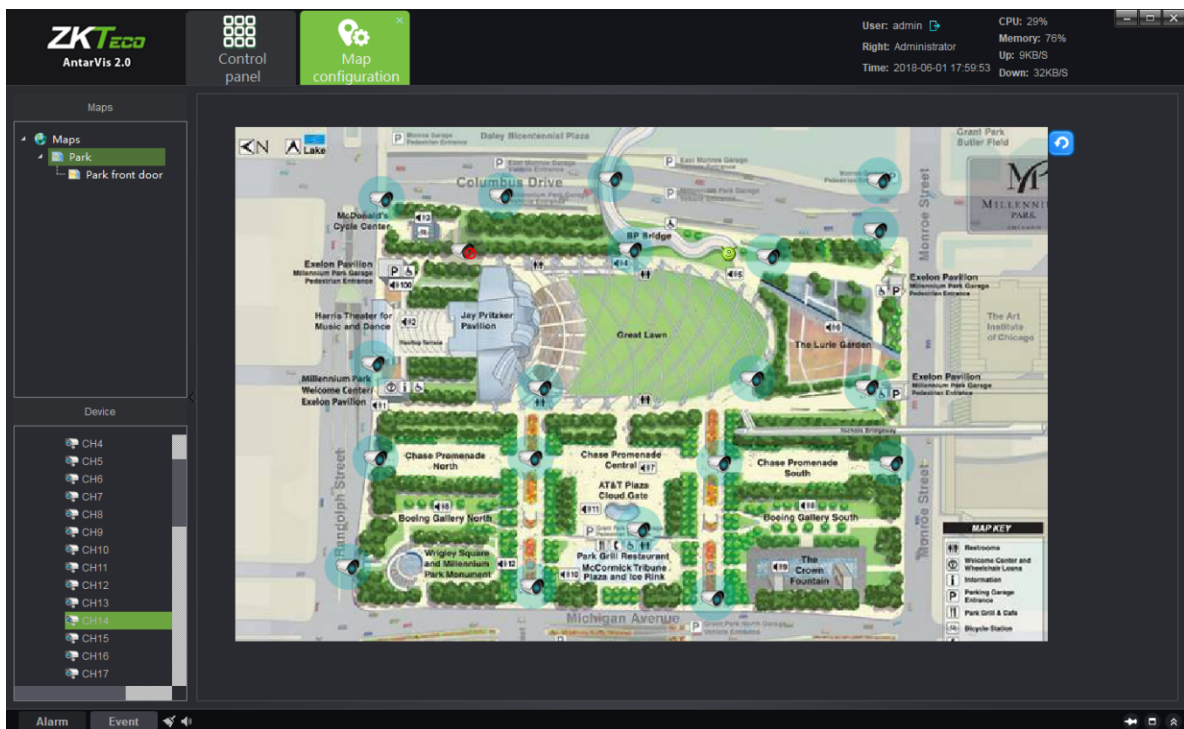 ZKTeco
AntarVis 2.0
Control
panel
Map
configuration
User: admin
Right: Administrator
Time: 2018-06-01 17:59:53
CPU: 29%
Memory: 76%
Up: 9KB/S
Down: 32KB/S
Maps
Maps
Park
Park front door
Device
CH4
CH5
CH6
CH7
CH8
CH9
CH10
CH11
CH12
CH13
CH14
CH15
CH16
CH17
N
Lake
Daley Bicentennial Plaza
Grant Park
Butler Field
Columbus Drive
MILLENNI
PARK
McDonald's
Cycle Center
BP Bridge
Monroe Street
Exelon Pavilion
Millennium Park Garage
Pedestrian Entrance
Exelon Pavilion
Millennium Park Garage
Pedestrian Entrance
Harris Theater for
Music and Dance
Jay Pritzker
Pavilion
Great Lawn
The Lurie Garden
The Art
Institute
of Chicago
Millennium Park
Welcome Center/
Exelon Pavilion
Exelon Pavilion
Millennium Park Garage
Pedestrian Entrance
Nichols Bridgeway
Chase Promenade
North
Chase Promenade
Central
Chase Promenade
South
Randolph Street
AT&T Plaza
Cloud Gate
Monroe Street
Boeing Gallery North
Boeing Gallery South
Wrigley Square
and Millennium
Park Monument
Park Grill Restaurant
McCormick Tribune
Plaza and Ice Rink
The
Crown
Fountain
Michigan Avenue
MAP KEY
Restrooms
Welcome Center and
Wheelchair Loans
Information
Parking Garage
Entrance
Park Grill & Cafe
Bicycle Station
Alarm
Event